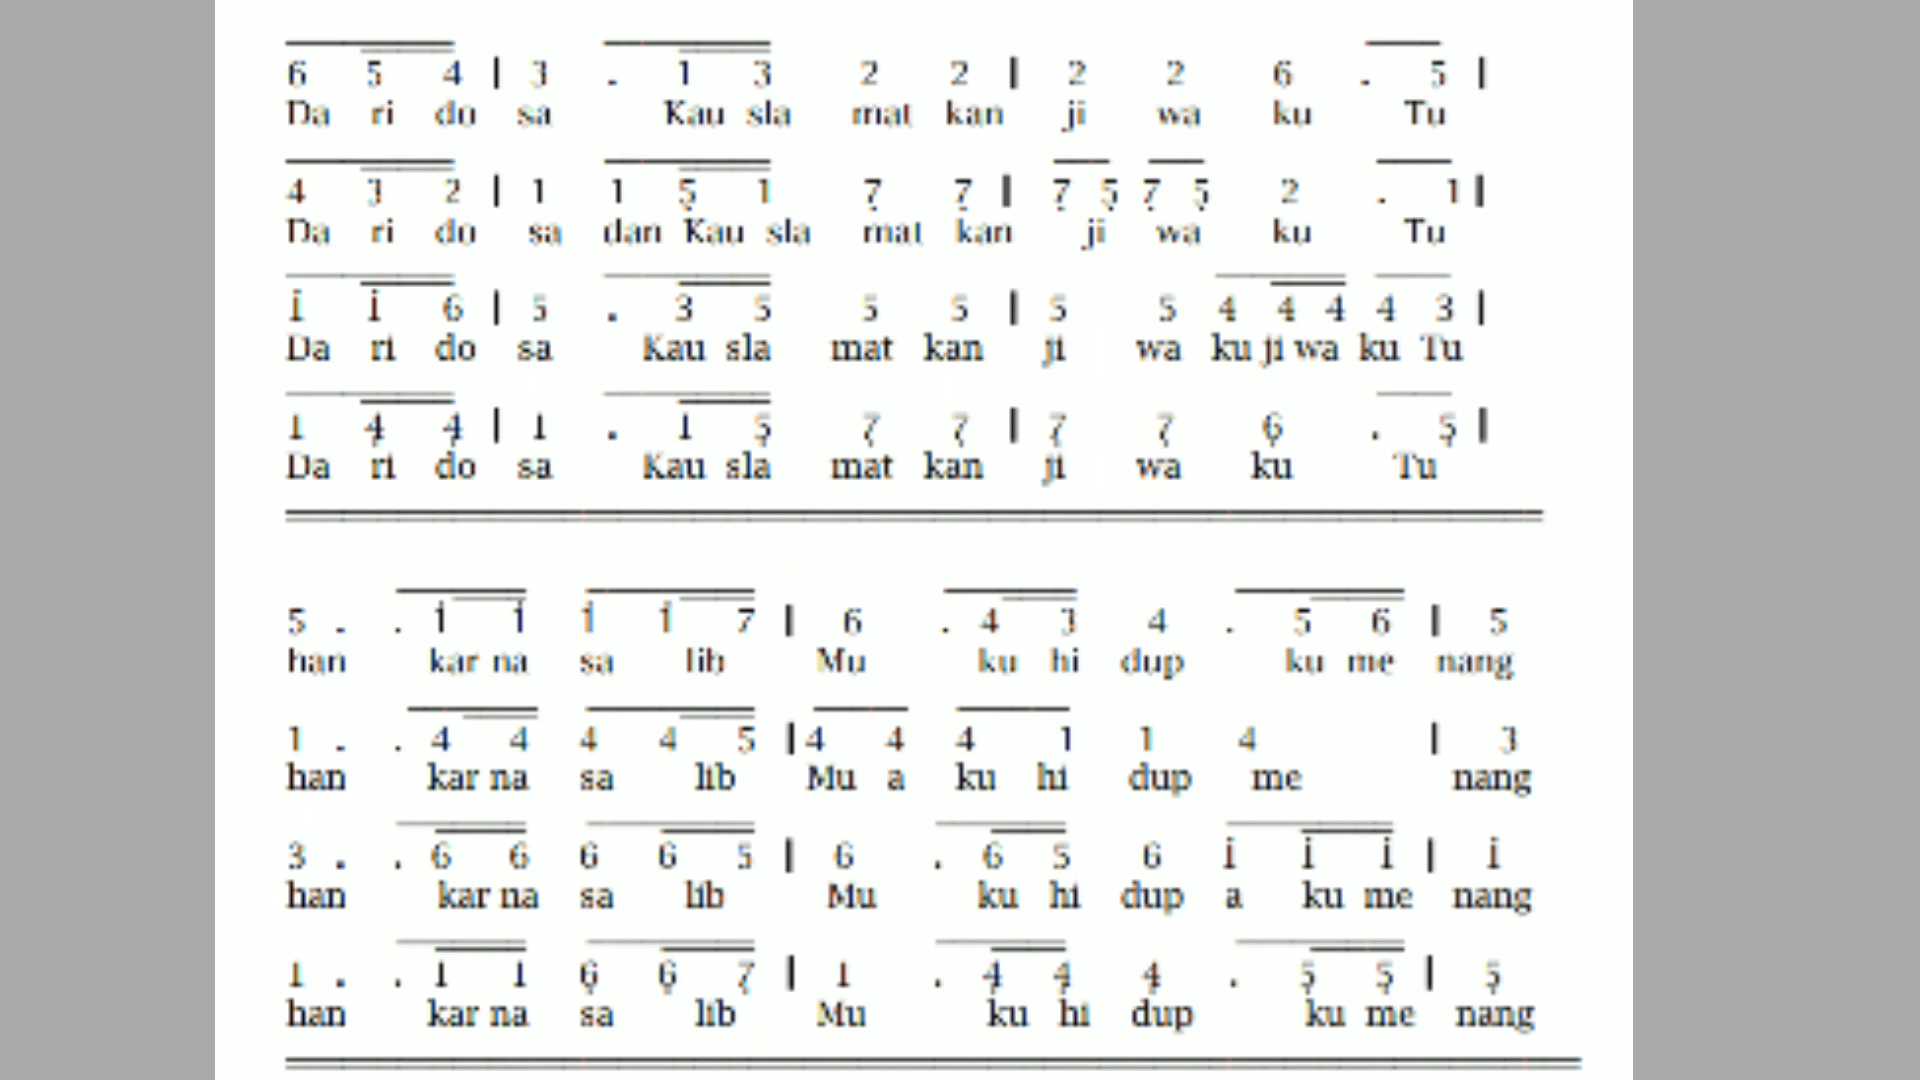 6 5 4 | 3 . 1 3 2 2 | 2 2 6 . 5 |
Da ri do sa Kau sla mat kan ji wa ku Tu
4 3 2 | 1 1 5̣ 1 7̣ 7̣ | 7̣ 5̣ 7̣ 5̣ 2 . 1 |
Da ri do sa dan Kau sla mat kan ji wa ku Tu
1̇ 1̇ 6 | 5 . 3 5 5 5 | 5 5 4 4 4 4 3 |
Da ri do sa Kau sla mat kan ji wa ku ji wa ku Tu
1 4̣ 4̣ | 1 . 1 5̣ 7̣ 7̣ | 7̣ 7̣ 6̣ . 5̣ |
Da ri do sa Kau sla mat kan ji wa ku Tu
5 . . 1̇ 1̇ 1̇ 1̇ 7 | 6 . 4 3 4 . 5 6 | 5
han kar na sa lib Mu ku hi dup ku me nang
1 . . 4 4 4 4 5 | 4 4 4 1 1 4 | 3
han kar na sa lib Mu a ku hi dup me nang
3 . . 6 6 6 6 5 | 6 . 6 5 6 1̇ 1̇ 1̇ | 1̇
han kar na sa lib Mu ku hi dup a ku me nang
1 . . 1 1 6̣ 6̣ 7̣ | 1 . 4̣ 4̣ 4̣ . 5̣ 5̣ | 5̣
han kar na sa lib Mu ku hi dup ku me nang